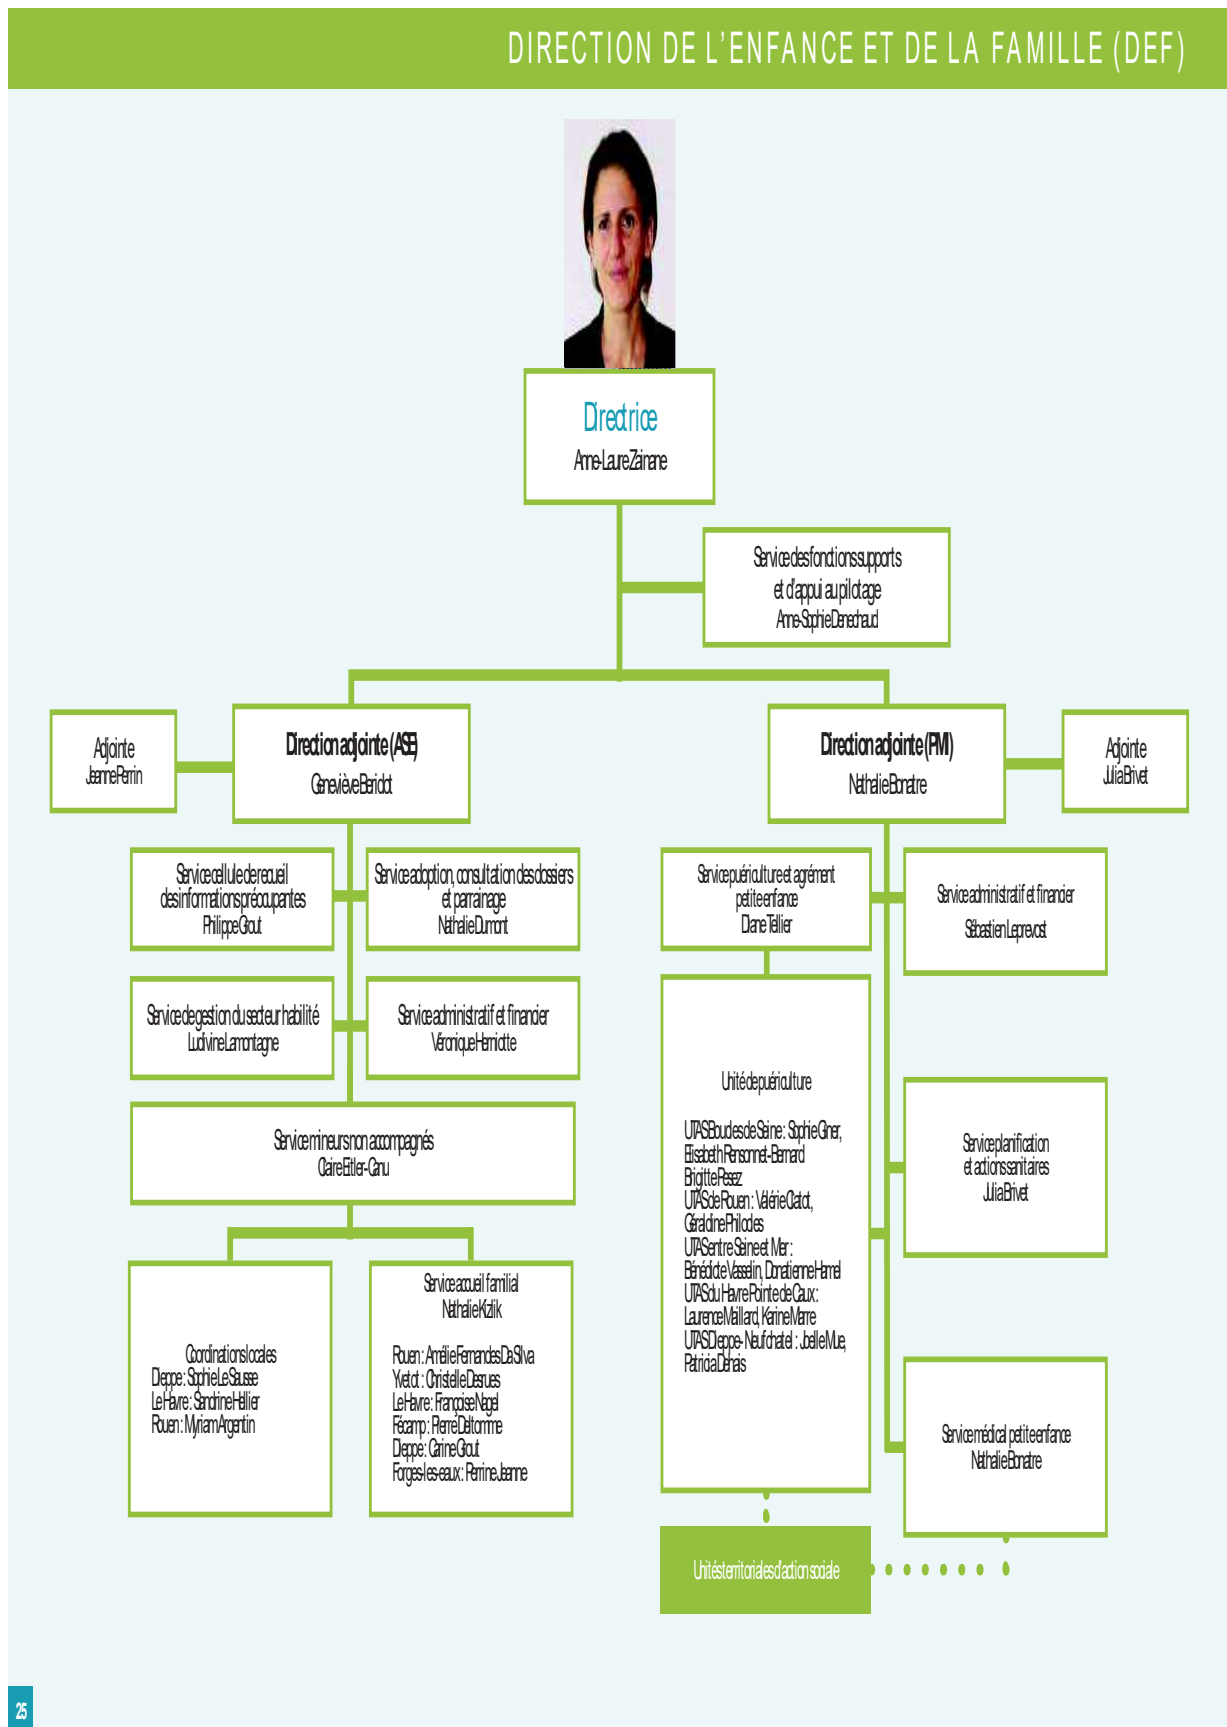 DIRECTION DE L’ENFANCE ET DE LA FAMILLE (DEF)
Directrice
Anne-Laure Zaimane
Service des fonctions supports
et d’appui au pilotage
Anne-Sophie Denechaud
Adjointe
Jeanne Perrin
Direction adjointe (ASE)
Geneviève Baridot
Direction adjointe (PMI)
Nathalie Bonatre
Adjointe
Julia Brivet
Service cellule de recueil
des informations préocupantes
Philippe Grout
Service adoption, consultation des dossiers
et parrainage
Nathalie Dumont
Service puériculture et agrément
petite enfance
Diane Tellier
Service administratif et financier
Sébastien Leprevost
Service de gestion du secteur habilité
Ludivine Lamontagne
Service administratif et financier
Véronique Hamiotte
Service mineurs non accompagnés
Claire Eitler-Canu
Coordinations locales
Dieppe : Sophie Le Sausse
Le Havre : Sandrine Hallier
Rouen : Myriam Argentin
Service accueil familial
Nathalie Kizlik
Rouen : Amélie Fernandes Da Silva
Yvetot : Christelle Desrues
Le Havre : Françoise Nagel
Fécamp : Pierre Deltomme
Dieppe : Carine Grout
Forges-les-eaux : Perrine Jeanne
Unité de puériculture
UTAS Boucles de Seine : Sophie Giner,
Elisabeth Rensonnet-Bernard
Brigitte Pesez
UTAS de Rouen : Valérie Clatot,
Géraldine Philocles
UTAS entre Seine et Mer :
Bénédicte Vasselin, Donatienne Hamel
UTAS du Havre Pointe de Caux :
Laurence Maillard, Karine Marre
UTAS Dieppe - Neufchatel : Joelle Mue,
Patricia Denais
Service planification
et action sanitaires
Julia Brivet
Service médical petite enfance
Nathalie Bonatre
Unités territoriales d’action sociale
25